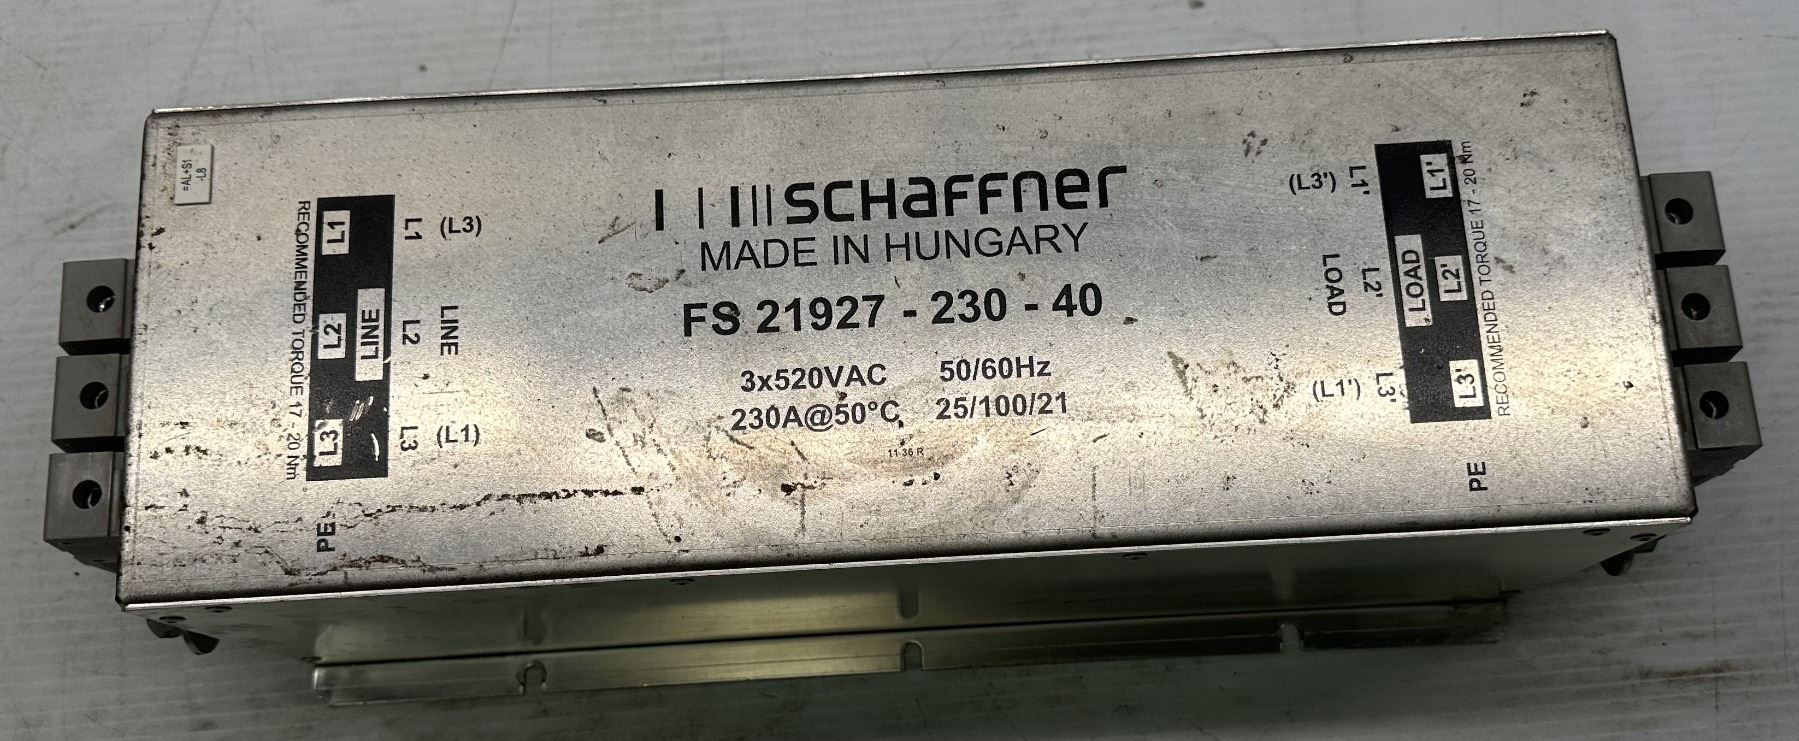 =AL+S1
-L8
RECOMMENDED TORQUE 17 - 20 Nm
L1
L2
L3
LINE
L1
L2
L3
(L3)
LINE
(L1)
PE
SCHaFFner
MADE IN HUNGARY
FS 21927 - 230 - 40
3x520VAC 50/60Hz
230A@50°C 25/100/21
11 36 R
(L3')
LOAD
(L1')
L1'
L2'
L3'
LOAD
L1'
L2'
L3'
RECOMMENDED TORQUE 17 - 20 Nm
PE